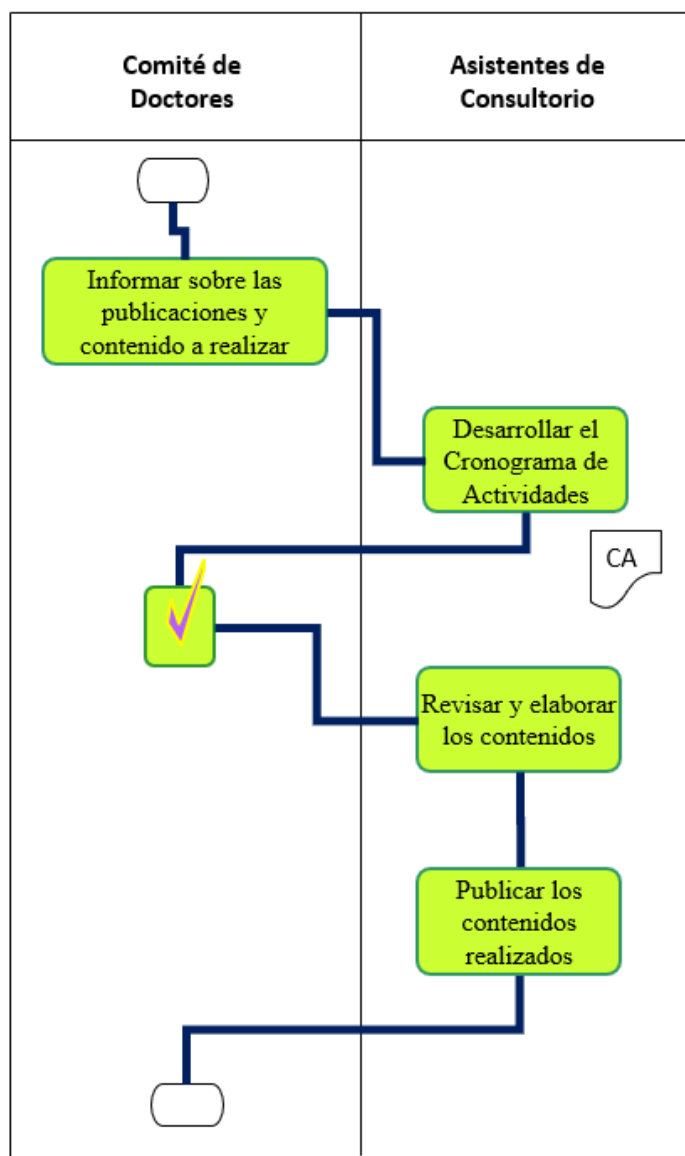 Comité de
Doctores
Asistentes de
Consultorio
Informar sobre las
publicaciones y
contenido a realizar
Desarrollar el
Cronograma de
Actividades
CA
Revisar y elaborar
los contenidos
Publicar los
contenidos
realizados